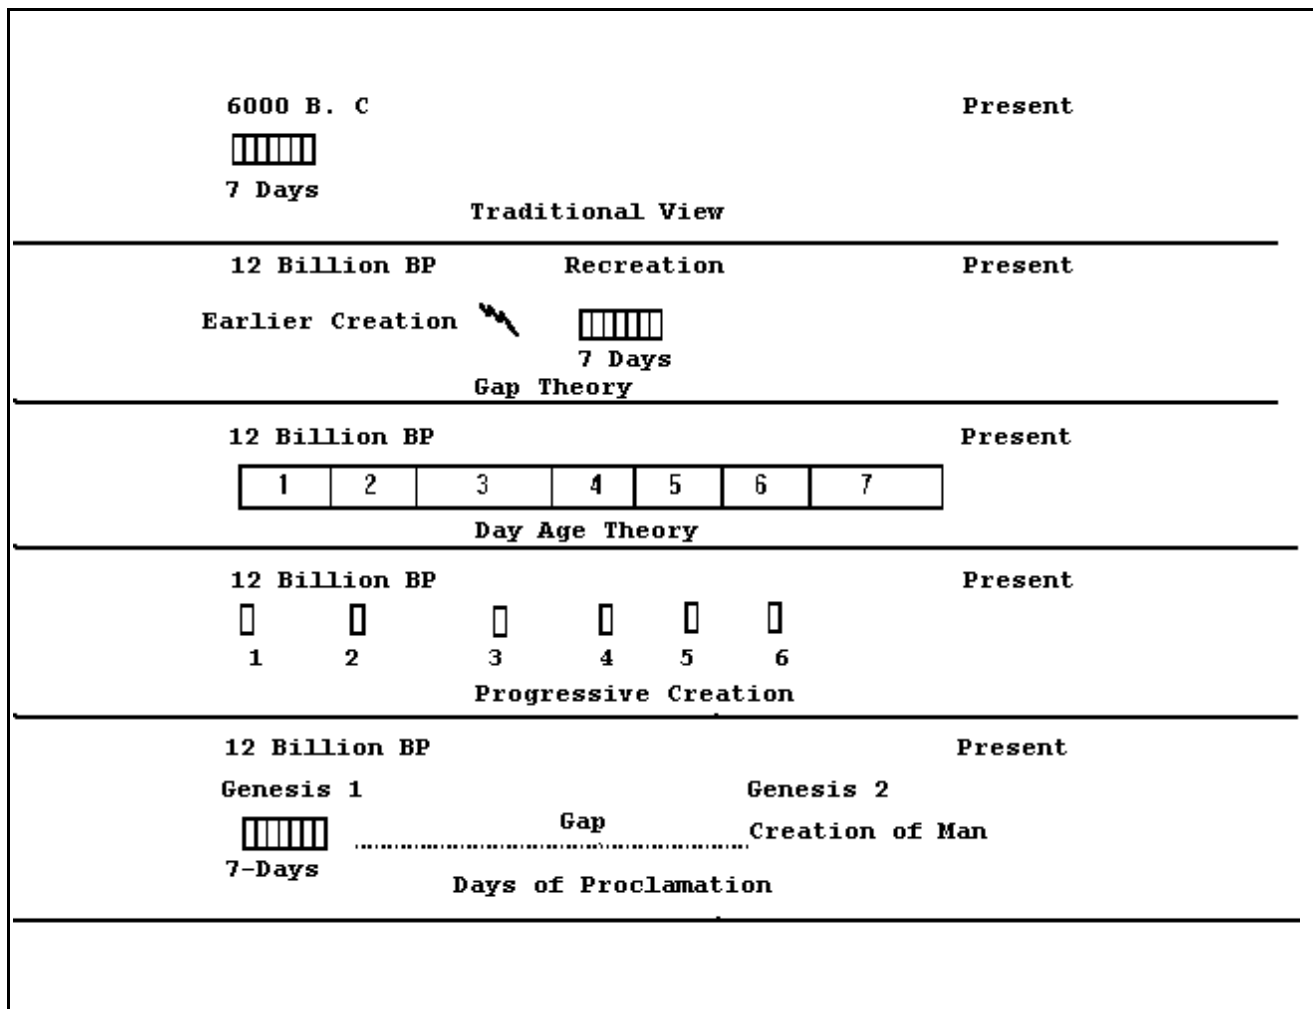 6000 B. C Present
7 Days
Traditional View
12 Billion BP Recreation Present
Earlier Creation
7 Days
Gap Theory
12 Billion BP Present
1 2 3 4 5 6 7
Day Age Theory
12 Billion BP Present
1 2 3 4 5 6
Progressive Creation
12 Billion BP Present
Genesis 1 Genesis 2
Gap Creation of Man
7-Days
Days of Proclamation